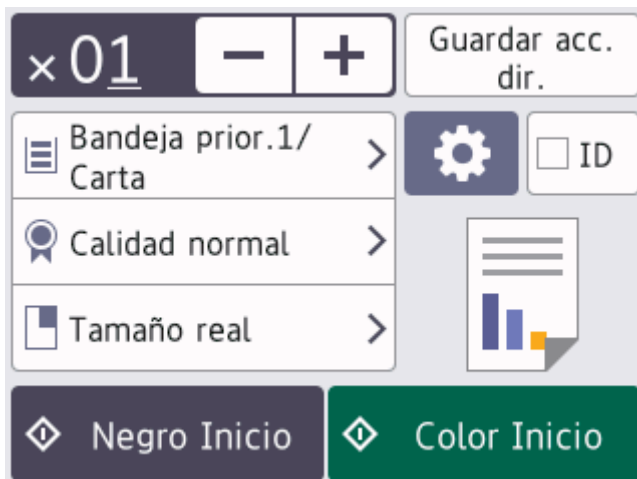 ×01
− +
Guardar acc.
dir.
Bandeja prior.1/
Carta
ID
Calidad normal
Tamaño real
Negro Inicio
Color Inicio